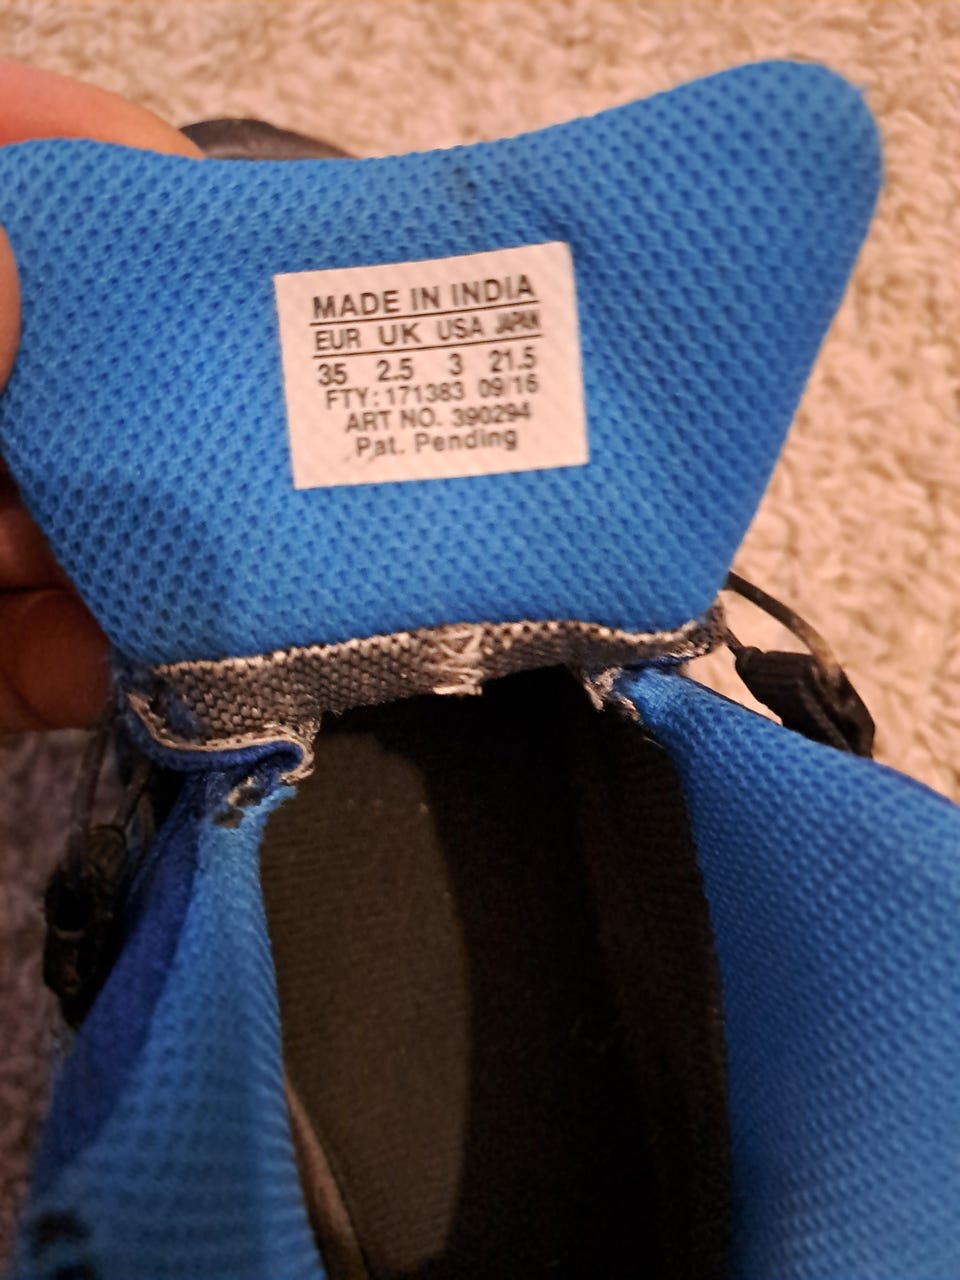 MADE IN INDIA
EUR UK USA JAPAN
35 2.5 3 21.5
FTY: 171383 09/16
ART NO. 390294
Pat. Pending